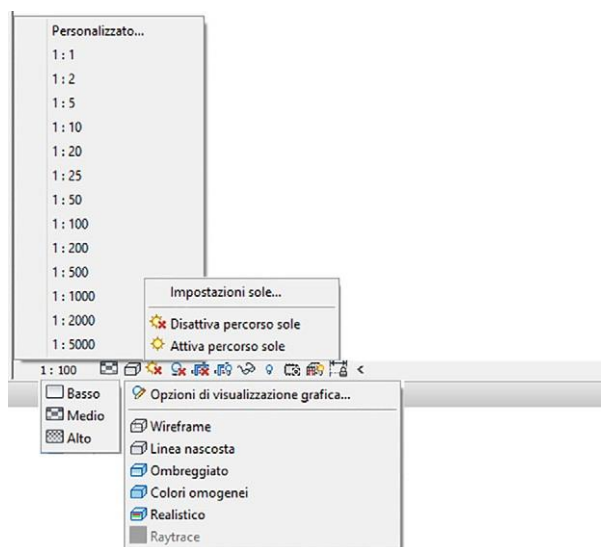 Personalizzato...
1 : 1
1 : 2
1 : 5
1 : 10
1 : 20
1 : 25
1 : 50
1 : 100
1 : 200
1 : 500
1 : 1000
1 : 2000
1 : 5000
Impostazioni sole...
Disattiva percorso sole
Attiva percorso sole
1 : 100 <
Basso
Medio
Alto
Opzioni di visualizzazione grafica...
Wireframe
Linea nascosta
Ombreggiato
Colori omogenei
Realistico
Raytrace